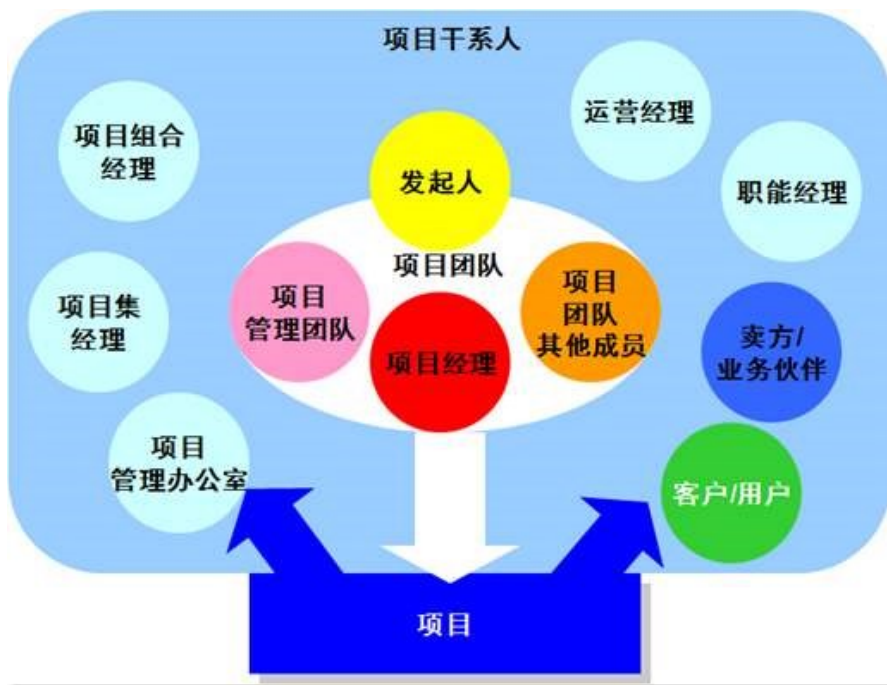 项目干系人
运营经理
项目组合
经理
发起人
职能经理
项目团队
项目
管理团队
项目
团队
其他成员
项目集
经理
项目经理
卖方/
业务伙伴
项目
管理办公室
客户/用户
项目